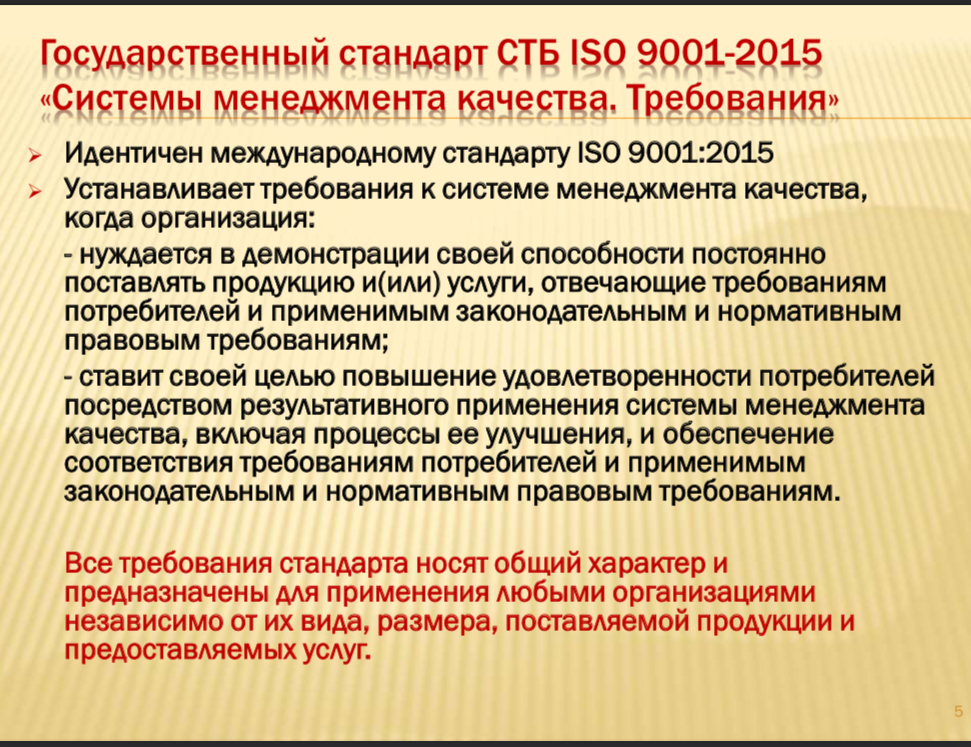 Государственный стандарт СТБ ISO 9001-2015
«Системы менеджмента качества. Требования»
Идентичен международному стандарту ISO 9001:2015
Устанавливает требования к системе менеджмента качества,
когда организация:
- нуждается в демонстрации своей способности постоянно
поставлять продукцию и(или) услуги, отвечающие требованиям
потребителей и применимым законодательным и нормативным
правовым требованиям;
- ставит своей целью повышение удовлетворенности потребителей
посредством результативного применения системы менеджмента
качества, включая процессы ее улучшения, и обеспечение
соответствия требованиям потребителей и применимым
законодательным и нормативным правовым требованиям.
Все требования стандарта носят общий характер и
предназначены для применения любыми организациями
независимо от их вида, размера, поставляемой продукции и
предоставляемых услуг.
5